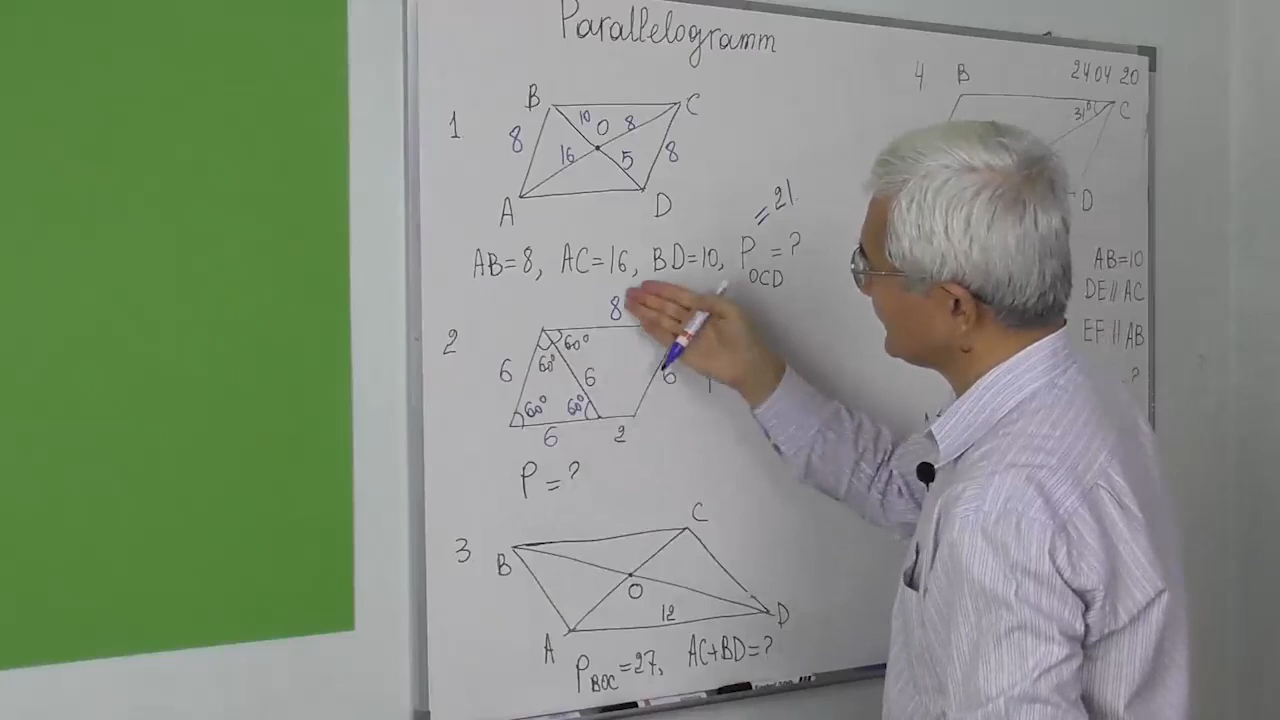 Parallelogramm
1
B
C
10
O
8
8
16
5
8
A
D
= 21
AB=8, AC=16, BD=10, P OCD = ?
2
8
60°
60°
6
6
6
60°
60°
6
2
P = ?
3
C
B
O
12
A
D
P BOC = 27, AC+BD=?
4
B
24 04 20
31°
C
D
AB=10
DE//AC
EF//AB
?